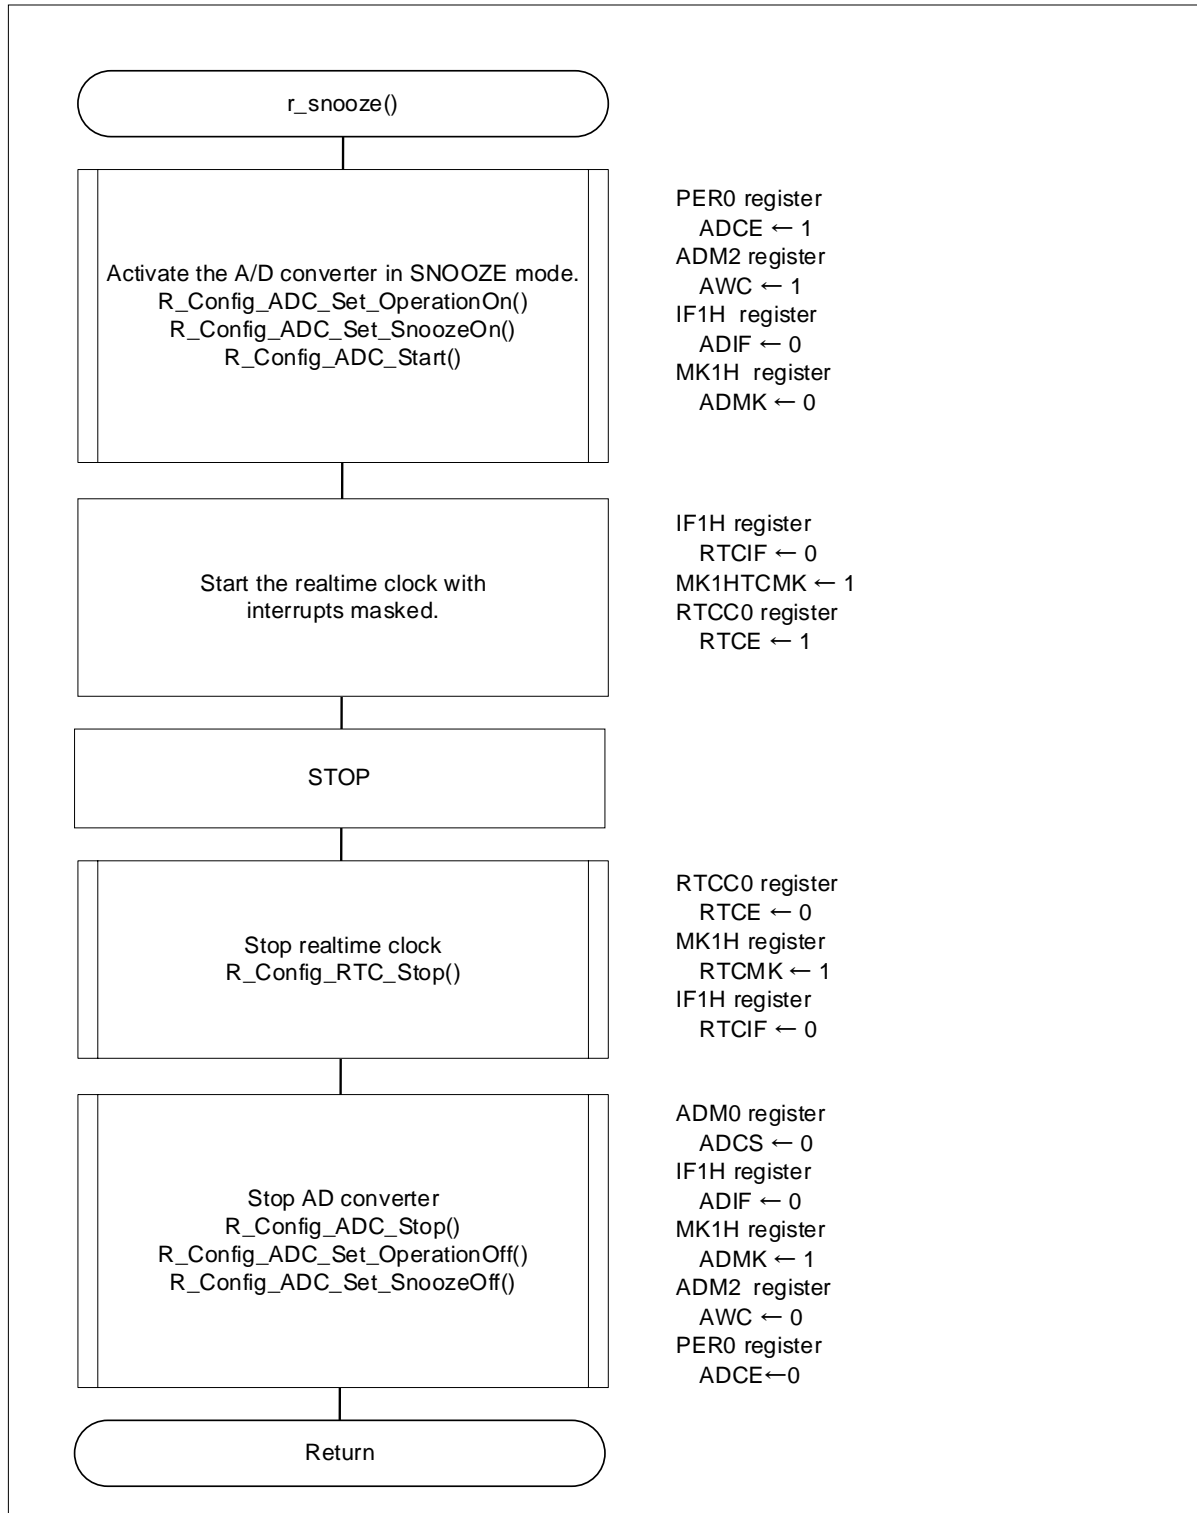 r_snooze()
Activate the A/D converter in SNOOZE mode.
R_Config_ADC_Set_OperationOn()
R_Config_ADC_Set_SnoozeOn()
R_Config_ADC_Start()
PER0 register
ADCE ← 1
ADM2 register
AWC ← 1
IF1H register
ADIF ← 0
MK1H register
ADMK ← 0
Start the realtime clock with
interrupts masked.
IF1H register
RTCIF ← 0
MK1HTCMK ← 1
RTCC0 register
RTCE ← 1
STOP
Stop realtime clock
R_Config_RTC_Stop()
RTCC0 register
RTCE ← 0
MK1H register
RTCMK ← 1
IF1H register
RTCIF ← 0
Stop AD converter
R_Config_ADC_Stop()
R_Config_ADC_Set_OperationOff()
R_Config_ADC_Set_SnoozeOff()
ADM0 register
ADCS ← 0
IF1H register
ADIF ← 0
MK1H register
ADMK ← 1
ADM2 register
AWC ← 0
PER0 register
ADCE←0
Return